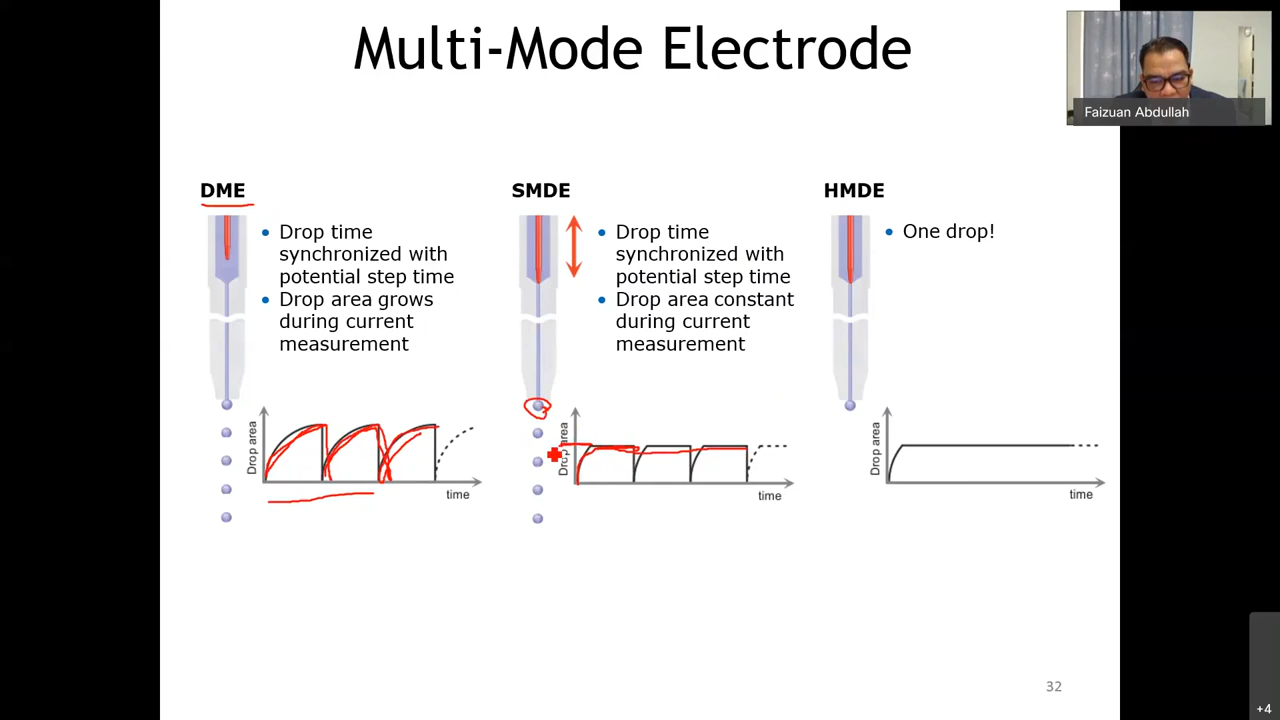 Multi-Mode Electrode
Faizuan Abdullah
DME
• Drop time
synchronized with
potential step time
• Drop area grows
during current
measurement
Drop area
time
SMDE
• Drop time
synchronized with
potential step time
• Drop area constant
during current
measurement
Drop area
time
HMDE
• One drop!
Drop area
time
32
+4